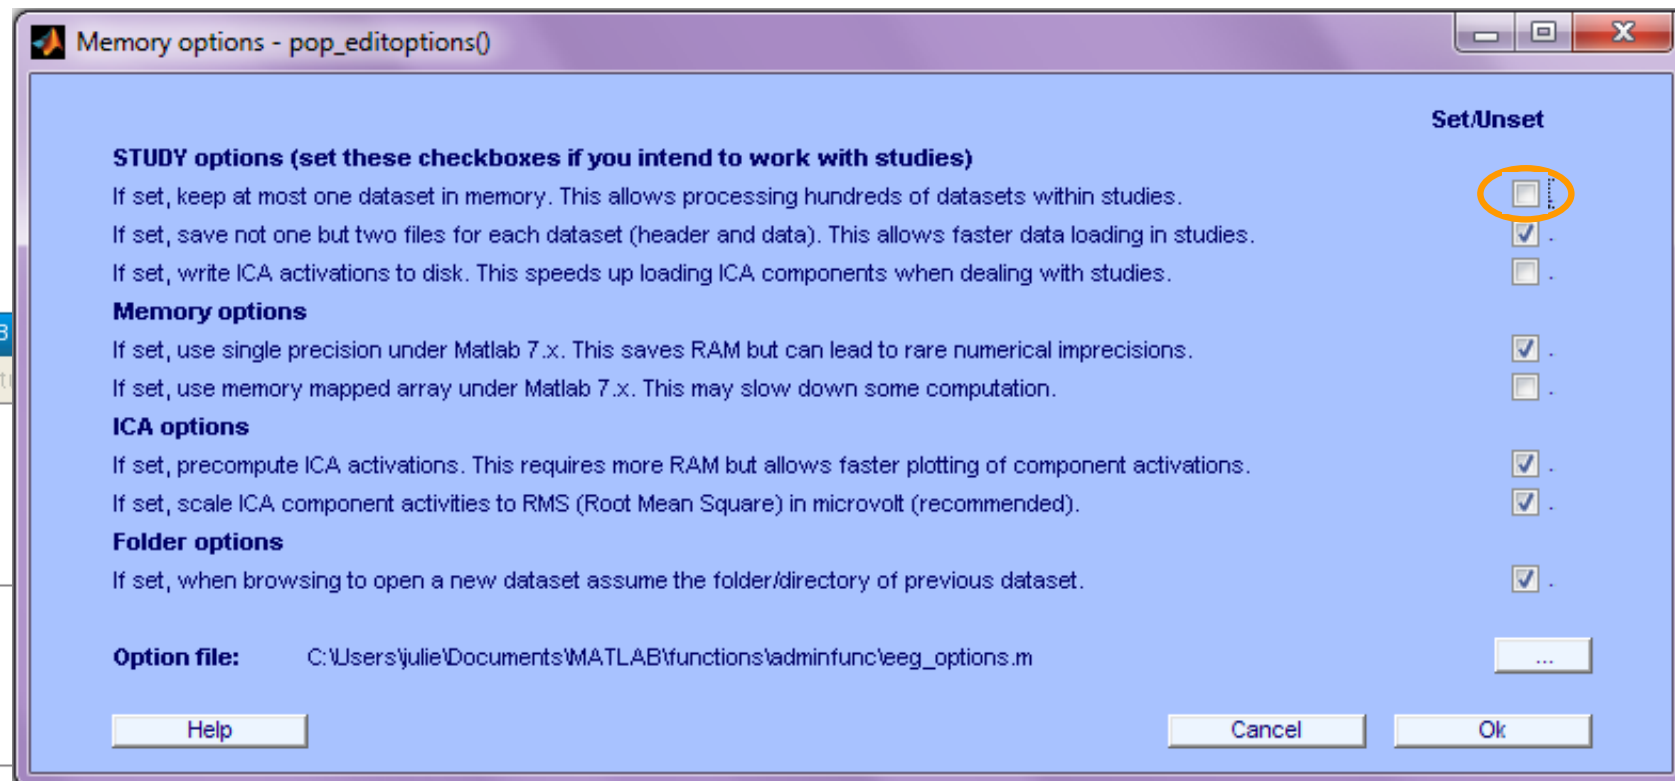 Memory options - pop_editoptions()
Set/Unset
STUDY options (set these checkboxes if you intend to work with studies)
If set, keep at most one dataset in memory. This allows processing hundreds of datasets within studies.
If set, save not one but two files for each dataset (header and data). This allows faster data loading in studies.
If set, write ICA activations to disk. This speeds up loading ICA components when dealing with studies.
Memory options
If set, use single precision under Matlab 7.x. This saves RAM but can lead to rare numerical imprecisions.
If set, use memory mapped array under Matlab 7.x. This may slow down some computation.
ICA options
If set, precompute ICA activations. This requires more RAM but allows faster plotting of component activations.
If set, scale ICA component activities to RMS (Root Mean Square) in microvolt (recommended).
Folder options
If set, when browsing to open a new dataset assume the folder/directory of previous dataset.
Option file: C:\Users\julie\Documents\MATLAB\functions\adminfunc\eeg_options.m ...
Help Cancel Ok